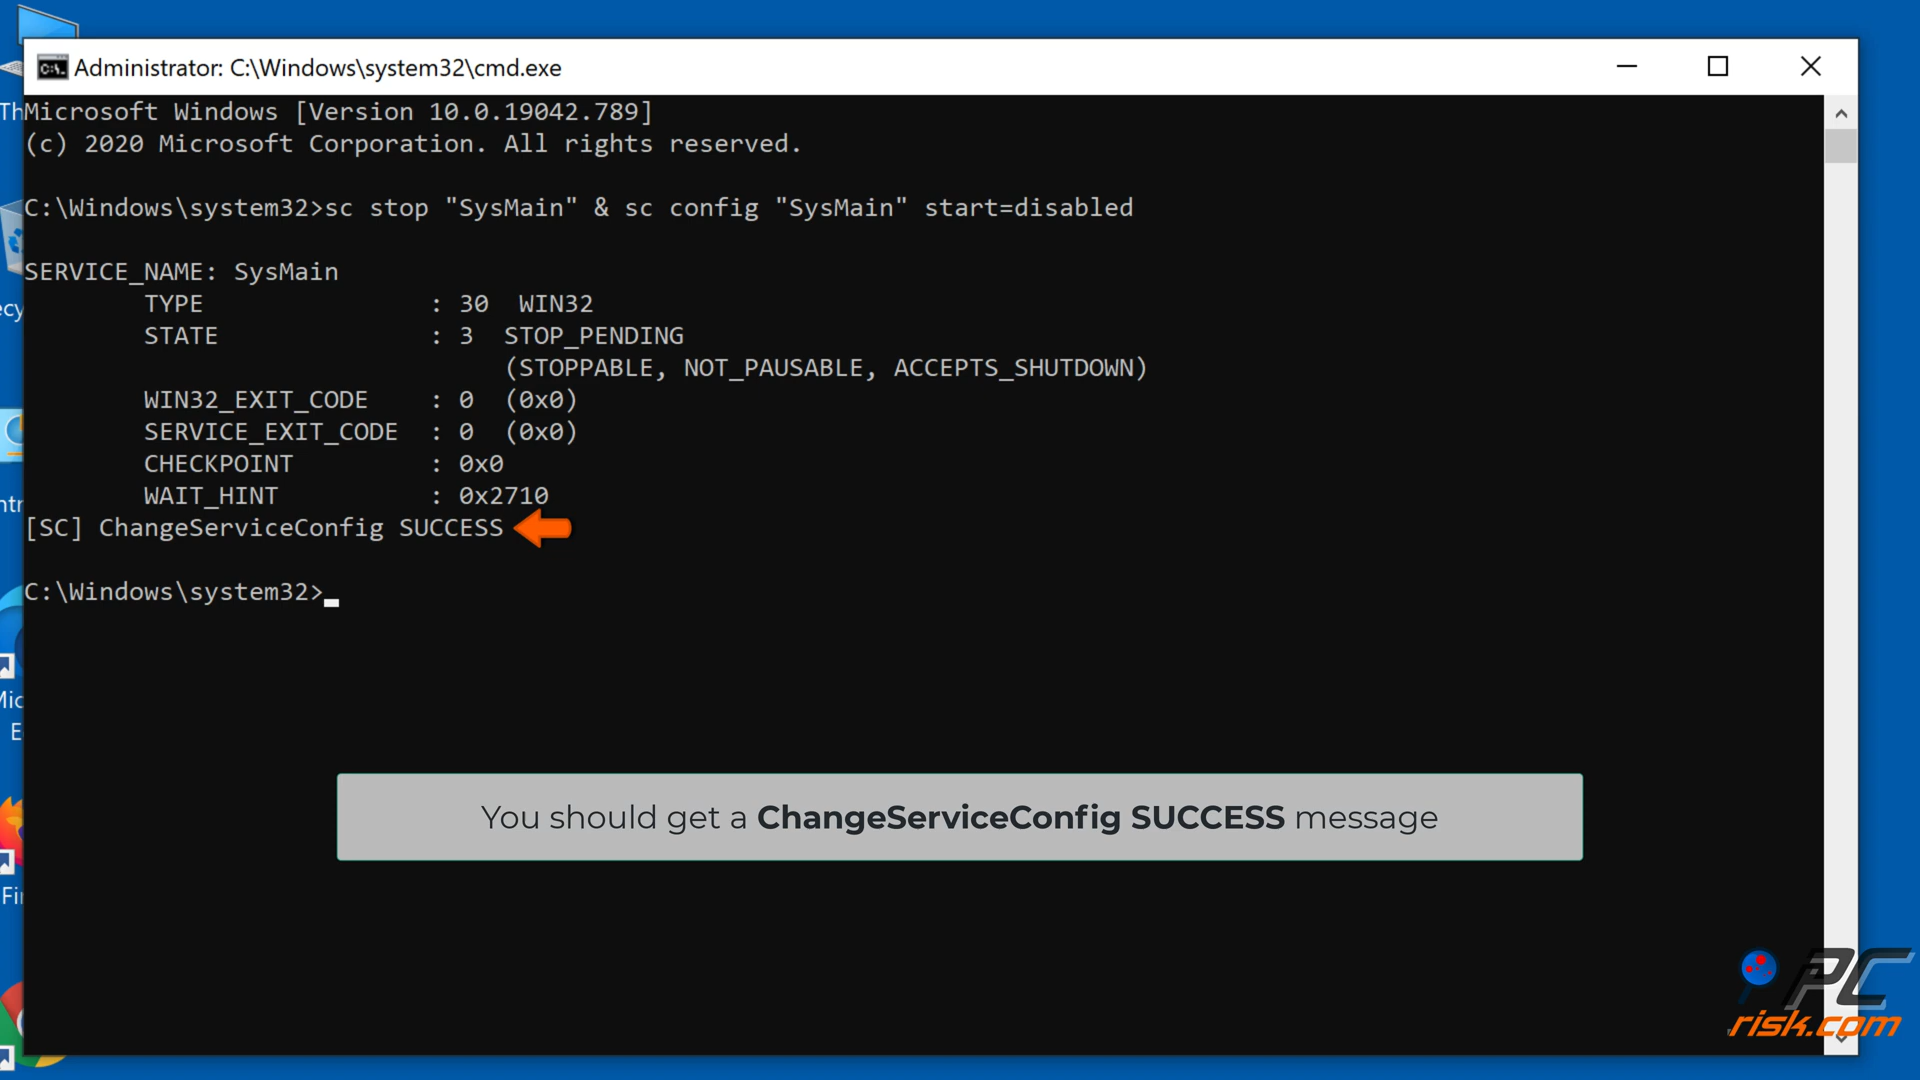 Administrator: C:\Windows\system32\cmd.exe
Microsoft Windows [Version 10.0.19042.789]
(c) 2020 Microsoft Corporation. All rights reserved.
C:\Windows\system32>sc stop "SysMain" & sc config "SysMain" start=disabled
SERVICE_NAME: SysMain
TYPE : 30 WIN32
STATE : 3 STOP_PENDING
(STOPPABLE, NOT_PAUSABLE, ACCEPTS_SHUTDOWN)
WIN32_EXIT_CODE : 0 (0x0)
SERVICE_EXIT_CODE : 0 (0x0)
CHECKPOINT : 0x0
WAIT_HINT : 0x2710
[SC] ChangeServiceConfig SUCCESS
C:\Windows\system32>
You should get a ChangeServiceConfig SUCCESS message
PC
risk.com